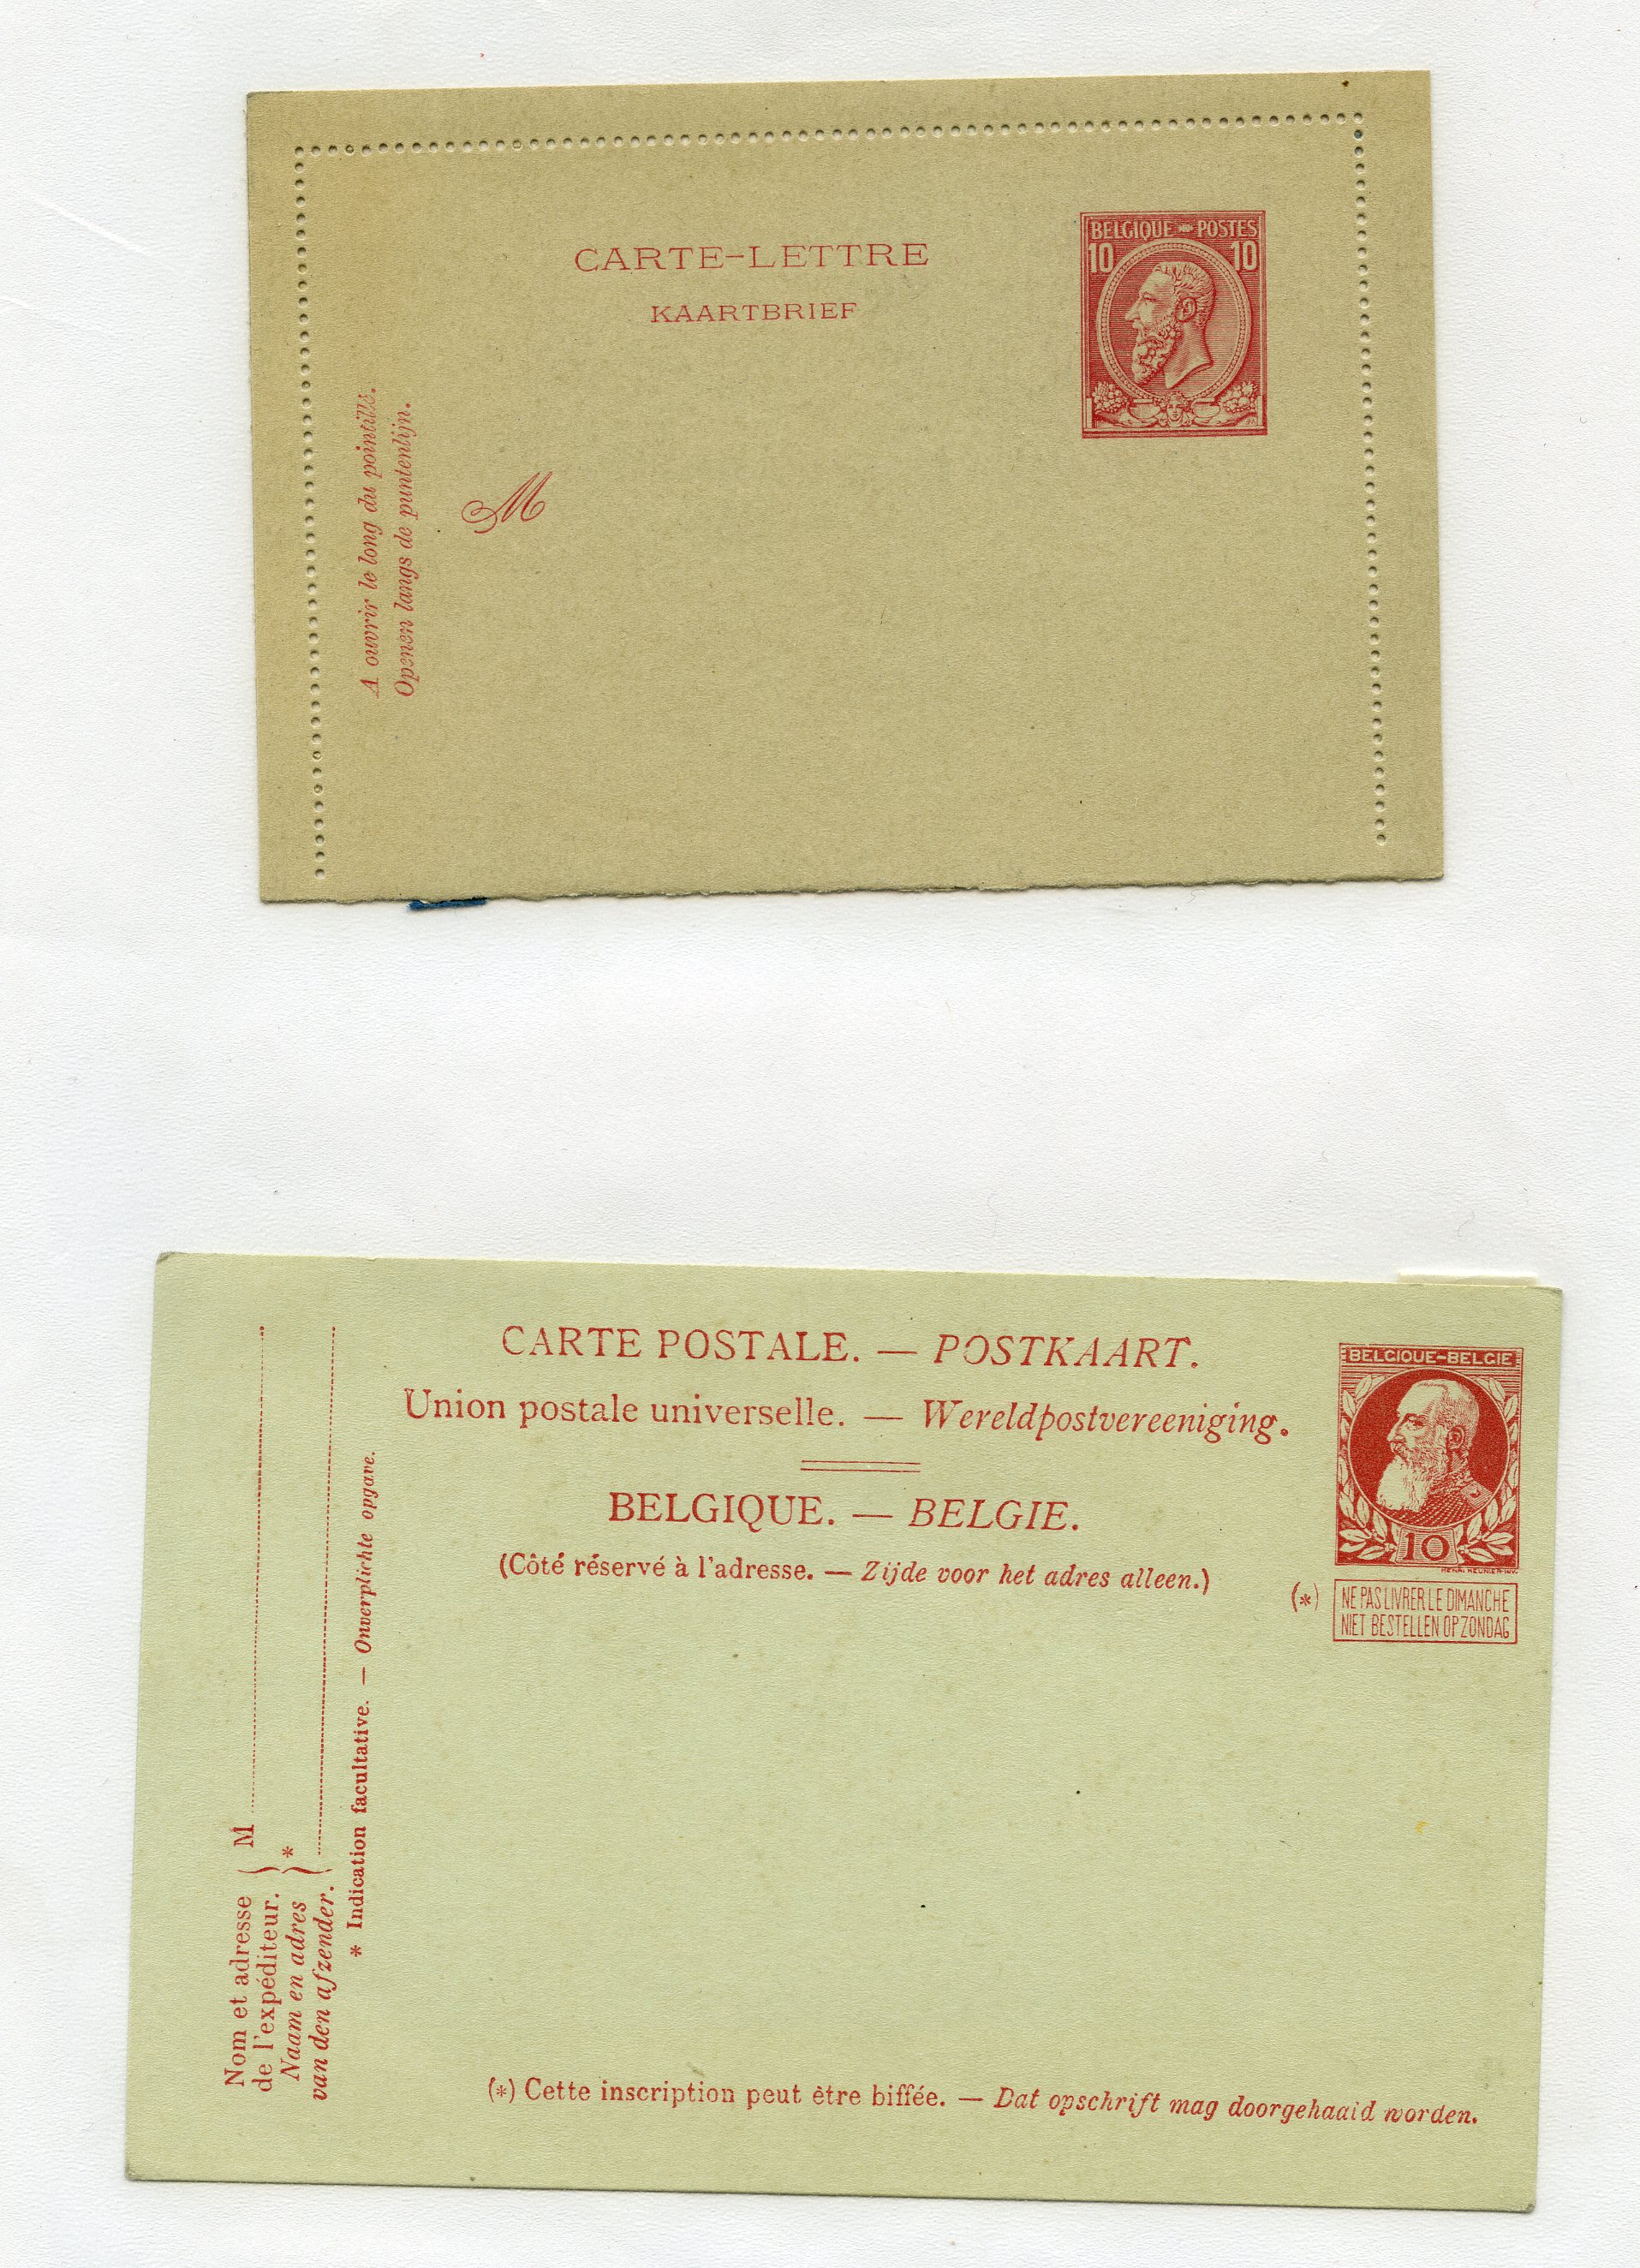 CARTE-LETTRE
KAARTBRIEF
BELGIQUE POSTES
10 10
A ouvrir le long du pointillé.
Openen langs de puntenlijn.
M
CARTE POSTALE. — POSTKAART.
Union postale universelle. — Wereldpostvereeniging.
BELGIQUE. — BELGIE.
(Côté réservé à l'adresse. — Zijde voor het adres alleen.)
BELGIQUE-BELGIE
10
HENRI MEUNIER INV.
(*) NE PAS LIVRER LE DIMANCHE
NIET BESTELLEN OP ZONDAG
Nom et adresse
de l'expéditeur.
Naam en adres
van den afzender.
M
*
* Indication facultative. — Onverplichte opgave.
(*) Cette inscription peut être biffée. — Dat opschrift mag doorgehaald worden.